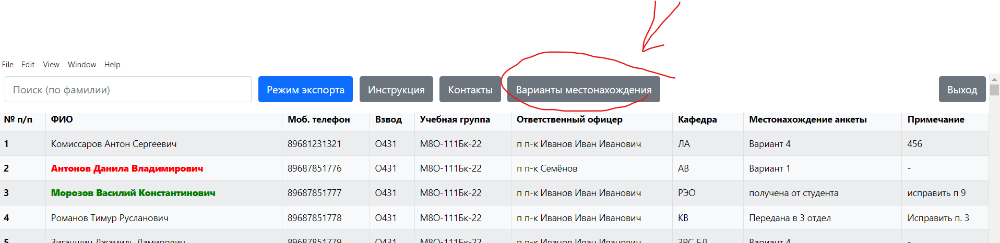 File Edit View Window Help
Поиск (по фамилии) Режим экспорта Инструкция Контакты Варианты местонахождения Выход
№ п/п ФИО Моб. телефон Взвод Учебная группа Ответственный офицер Кафедра Местонахождение анкеты Примечание
1 Комиссаров Антон Сергеевич 89681231321 О431 М8О-111Бк-22 п п-к Иванов Иван Иванович ЛА Вариант 4 456
2 Антонов Данила Владимирович 89687851776 О431 М8О-111Бк-22 п п-к Семёнов АВ Вариант 1 -
3 Морозов Василий Константинович 89687851777 О431 М8О-111Бк-22 п п-к Иванов Иван Иванович РЭО получена от студента исправить п 9
4 Романов Тимур Русланович 89687851778 О431 М8О-111Бк-22 п п-к Иванов Иван Иванович КВ Передана в 3 отдел Исправить п. 3
5 Зиганшин Джамиль Дамирович 89687851779 О431 М8О-111Бк-22 п п-к Иванов Иван Иванович ЗРС БД Вариант 4 -